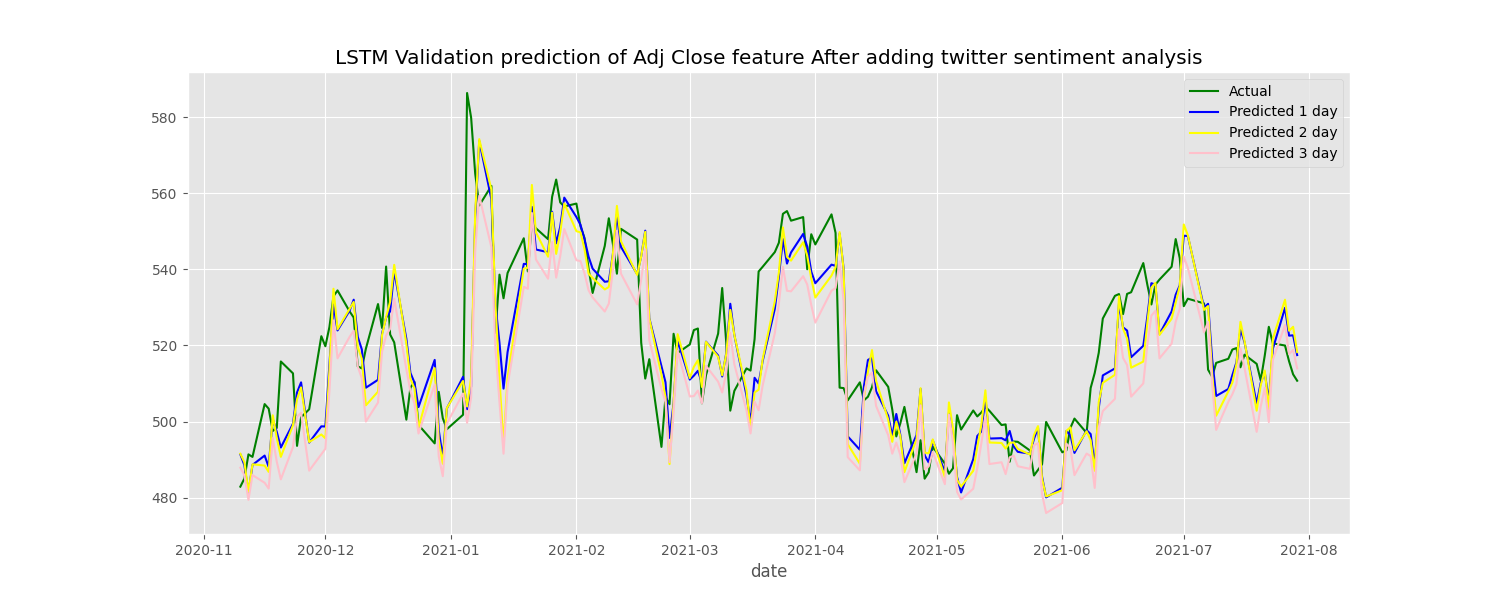 LSTM Validation prediction of Adj Close feature After adding twitter sentiment analysis
Actual
Predicted 1 day
Predicted 2 day
Predicted 3 day
580
560
540
520
500
480
2020-11 2020-12 2021-01 2021-02 2021-03 2021-04 2021-05 2021-06 2021-07 2021-08
date